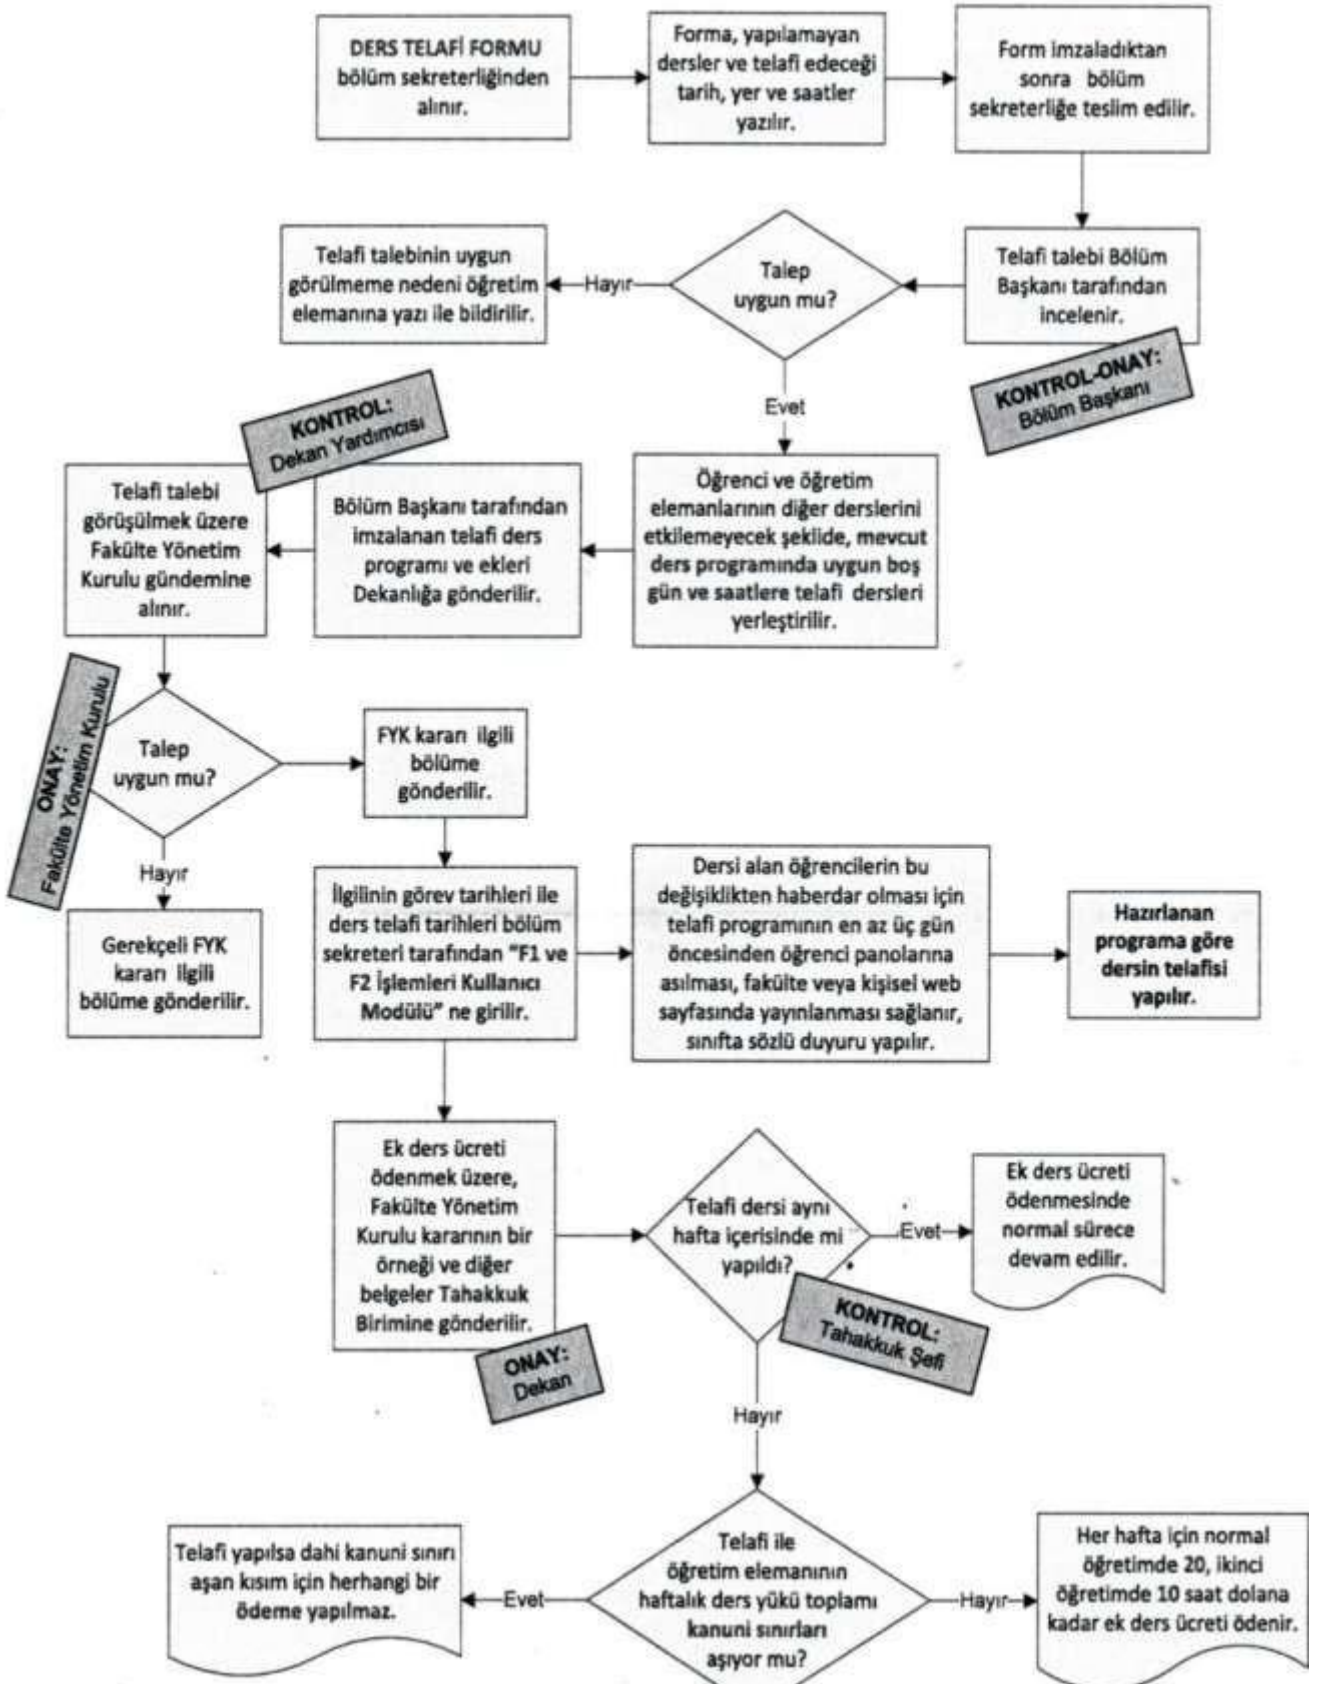 DERS TELAFİ FORMU
bölüm sekreterliğinden
alınır.
Forma, yapılamayan
dersler ve telafi edeceği
tarih, yer ve saatler
yazılır.
Form imzaladıktan
sonra bölüm
sekreterliğe teslim edilir.
Telafi talebinin uygun
görülmeme nedeni öğretim
elemanına yazı ile bildirilir.
Hayır
Talep
uygun mu?
Telafi talebi Bölüm
Başkanı tarafından
incelenir.
KONTROL-ONAY:
Bölüm Başkanı
Evet
KONTROL:
Dekan Yardımcısı
Telafi talebi
görüşülmek üzere
Fakülte Yönetim
Kurulu gündemine
alınır.
Bölüm Başkanı tarafından
imzalanan telafi ders
programı ve ekleri
Dekanlığa gönderilir.
Öğrenci ve öğretim
elemanlarının diğer derslerini
etkilemeyecek şekilde, mevcut
ders programında uygun boş
gün ve saatlere telafi dersleri
yerleştirilir.
ONAY:
Fakülte Yönetim Kurulu
Talep
uygun mu?
FYK kararı ilgili
bölüme
gönderilir.
Hayır
Gerekçeli FYK
kararı ilgili
bölüme gönderilir.
İlgilinin görev tarihleri ile
ders telafi tarihleri bölüm
sekreteri tarafından "F1 ve
F2 İşlemleri Kullanıcı
Modülü" ne girilir.
Dersi alan öğrencilerin bu
değişiklikten haberdar olması için
telafi programının en az üç gün
öncesinden öğrenci panolarına
asılması, fakülte veya kişisel web
sayfasında yayınlanması sağlanır,
sınıfta sözlü duyuru yapılır.
Hazırlanan
programa göre
dersin telafisi
yapılır.
Ek ders ücreti
ödenmek üzere,
Fakülte Yönetim
Kurulu kararının bir
örneği ve diğer
belgeler Tahakkuk
Birimine gönderilir.
ONAY:
Dekan
Telafi dersi aynı
hafta içerisinde mi
yapıldı?
Evet
Ek ders ücreti
ödenmesinde
normal sürece
devam edilir.
KONTROL:
Tahakkuk Şefi
Hayır
Telafi yapılsa dahi kanuni sınırı
aşan kısım için herhangi bir
ödeme yapılmaz.
Evet
Telafi ile
öğretim elemanının
haftalık ders yükü toplamı
kanuni sınırları
aşıyor mu?
Hayır
Her hafta için normal
öğretimde 20, ikinci
öğretimde 10 saat dolana
kadar ek ders ücreti ödenir.